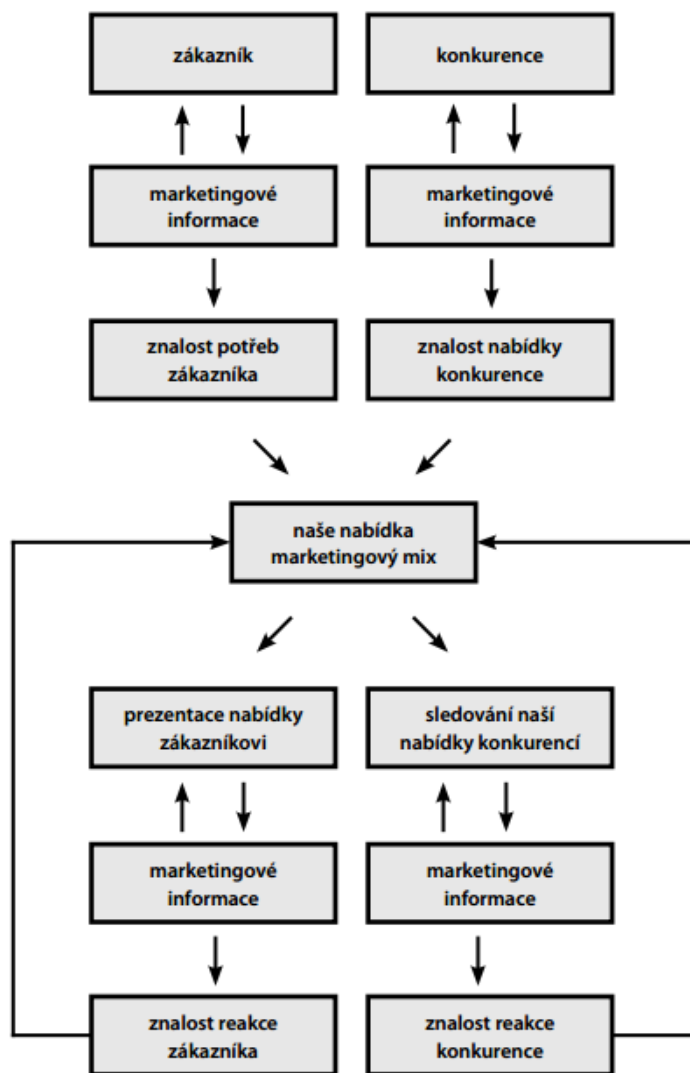 zákazník
konkurence
marketingové
informace
marketingové
informace
znalost potřeb
zákazníka
znalost nabídky
konkurence
naše nabídka
marketingový mix
prezentace nabídky
zákazníkovi
sledování naší
nabídky konkurencí
marketingové
informace
marketingové
informace
znalost reakce
zákazníka
znalost reakce
konkurence